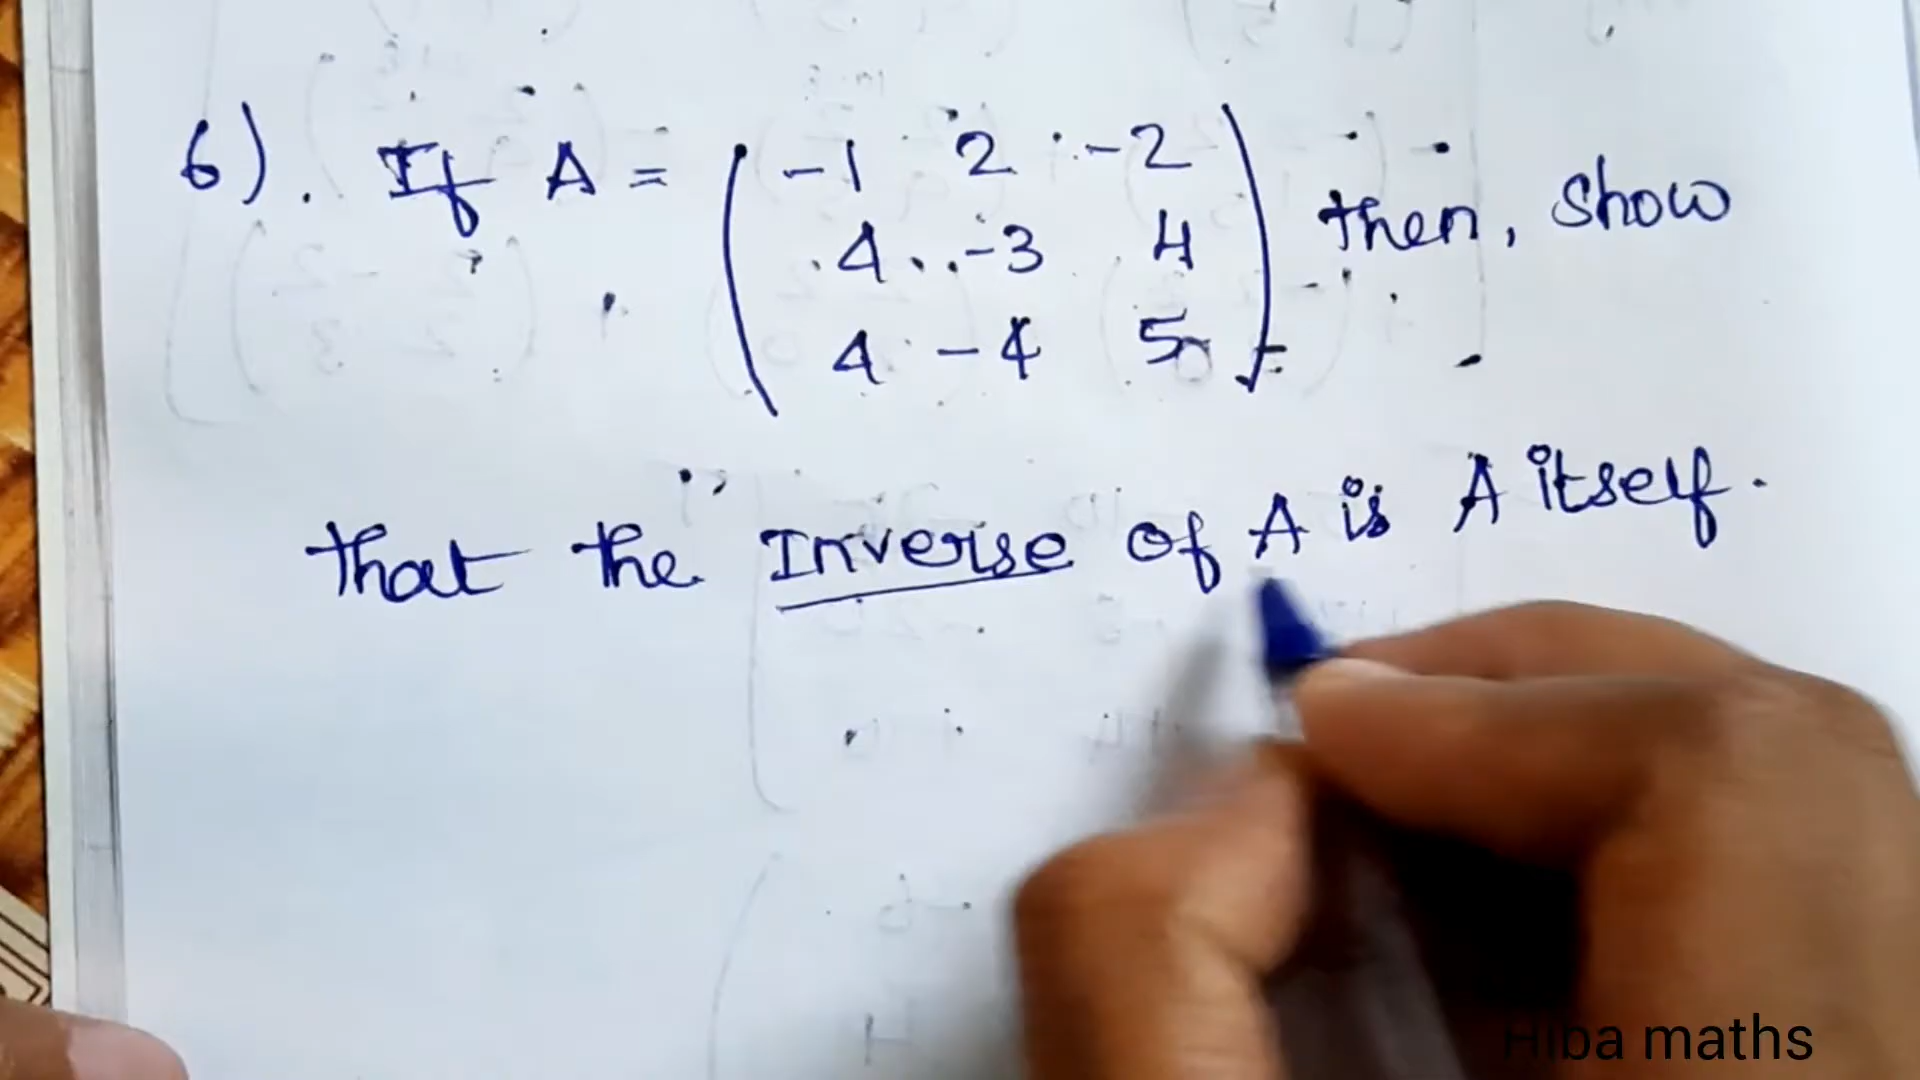 6). If A = ( -1 2 -2
4 -3 4
4 -4 5 ) then, show
that the Inverse of A is A itself.
Hiba maths